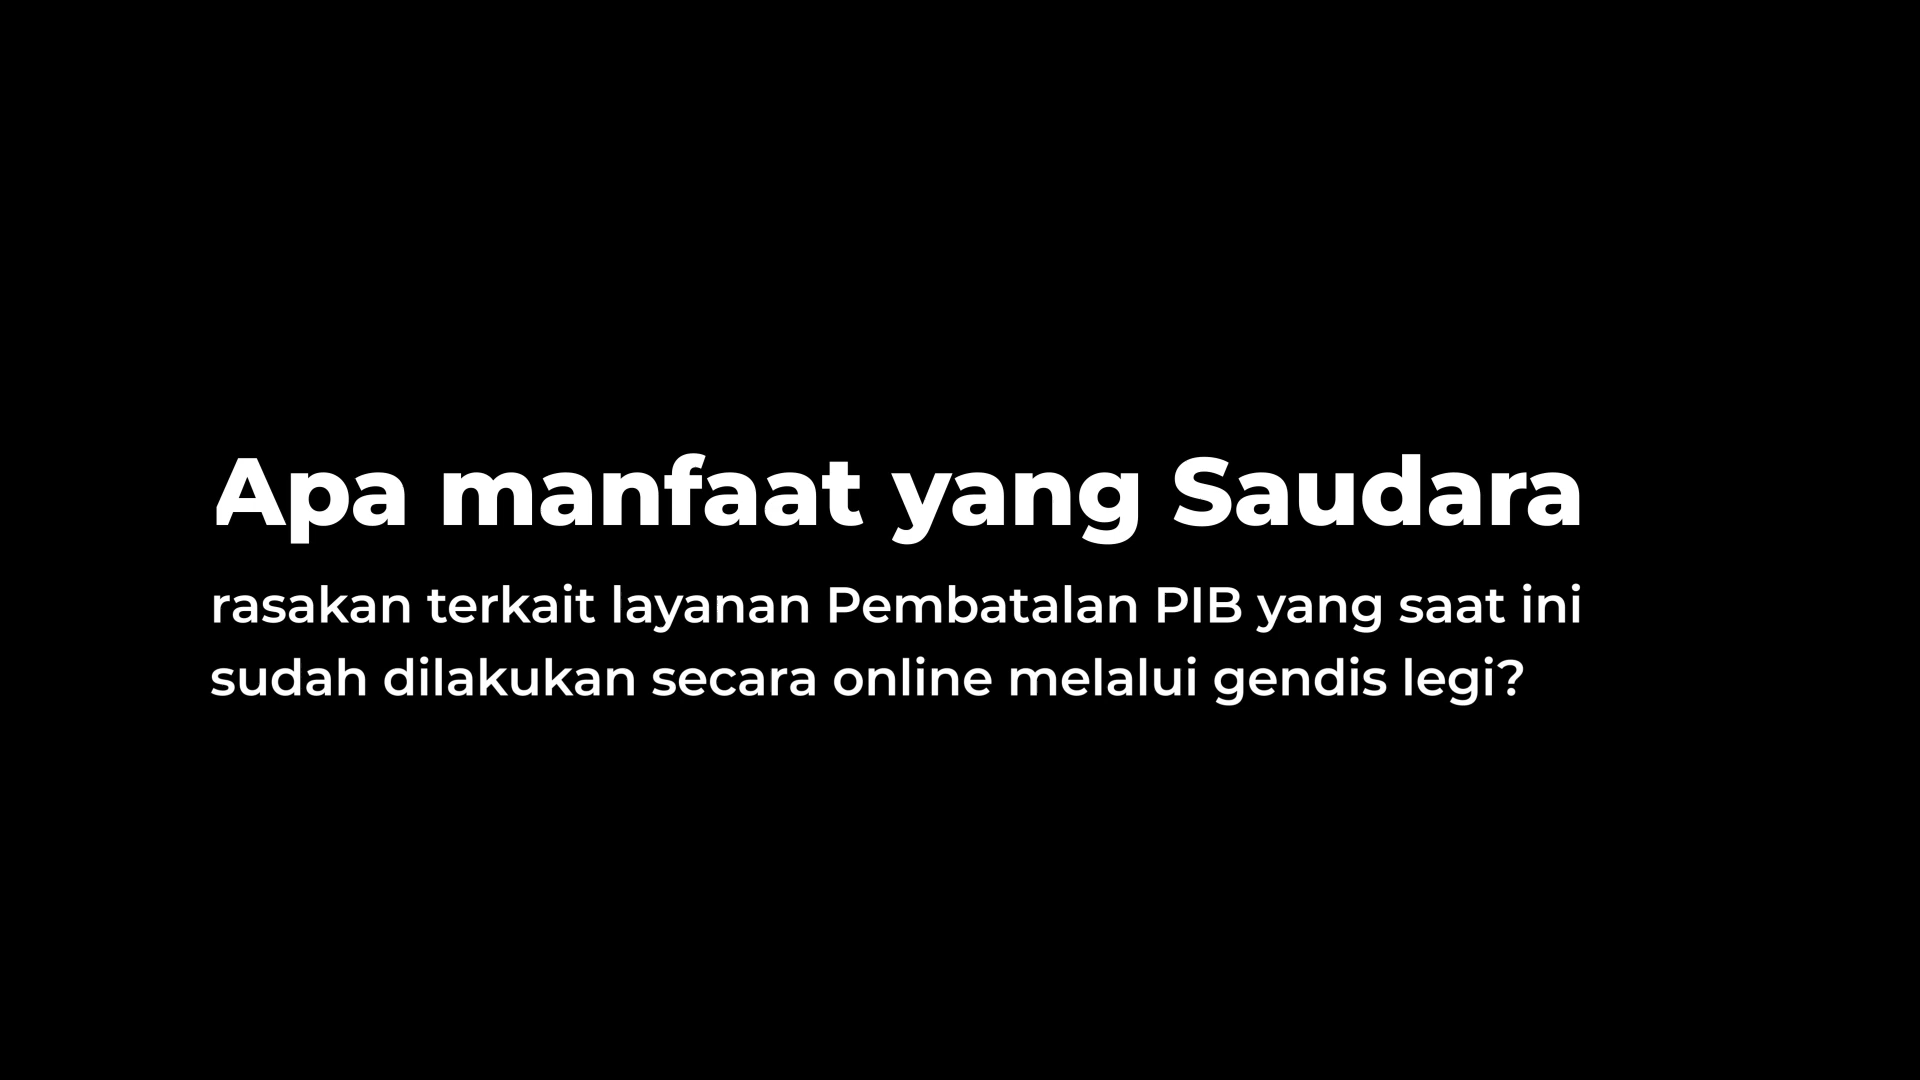 Apa manfaat yang Saudara
rasakan terkait layanan Pembatalan PIB yang saat ini
sudah dilakukan secara online melalui gendis legi?